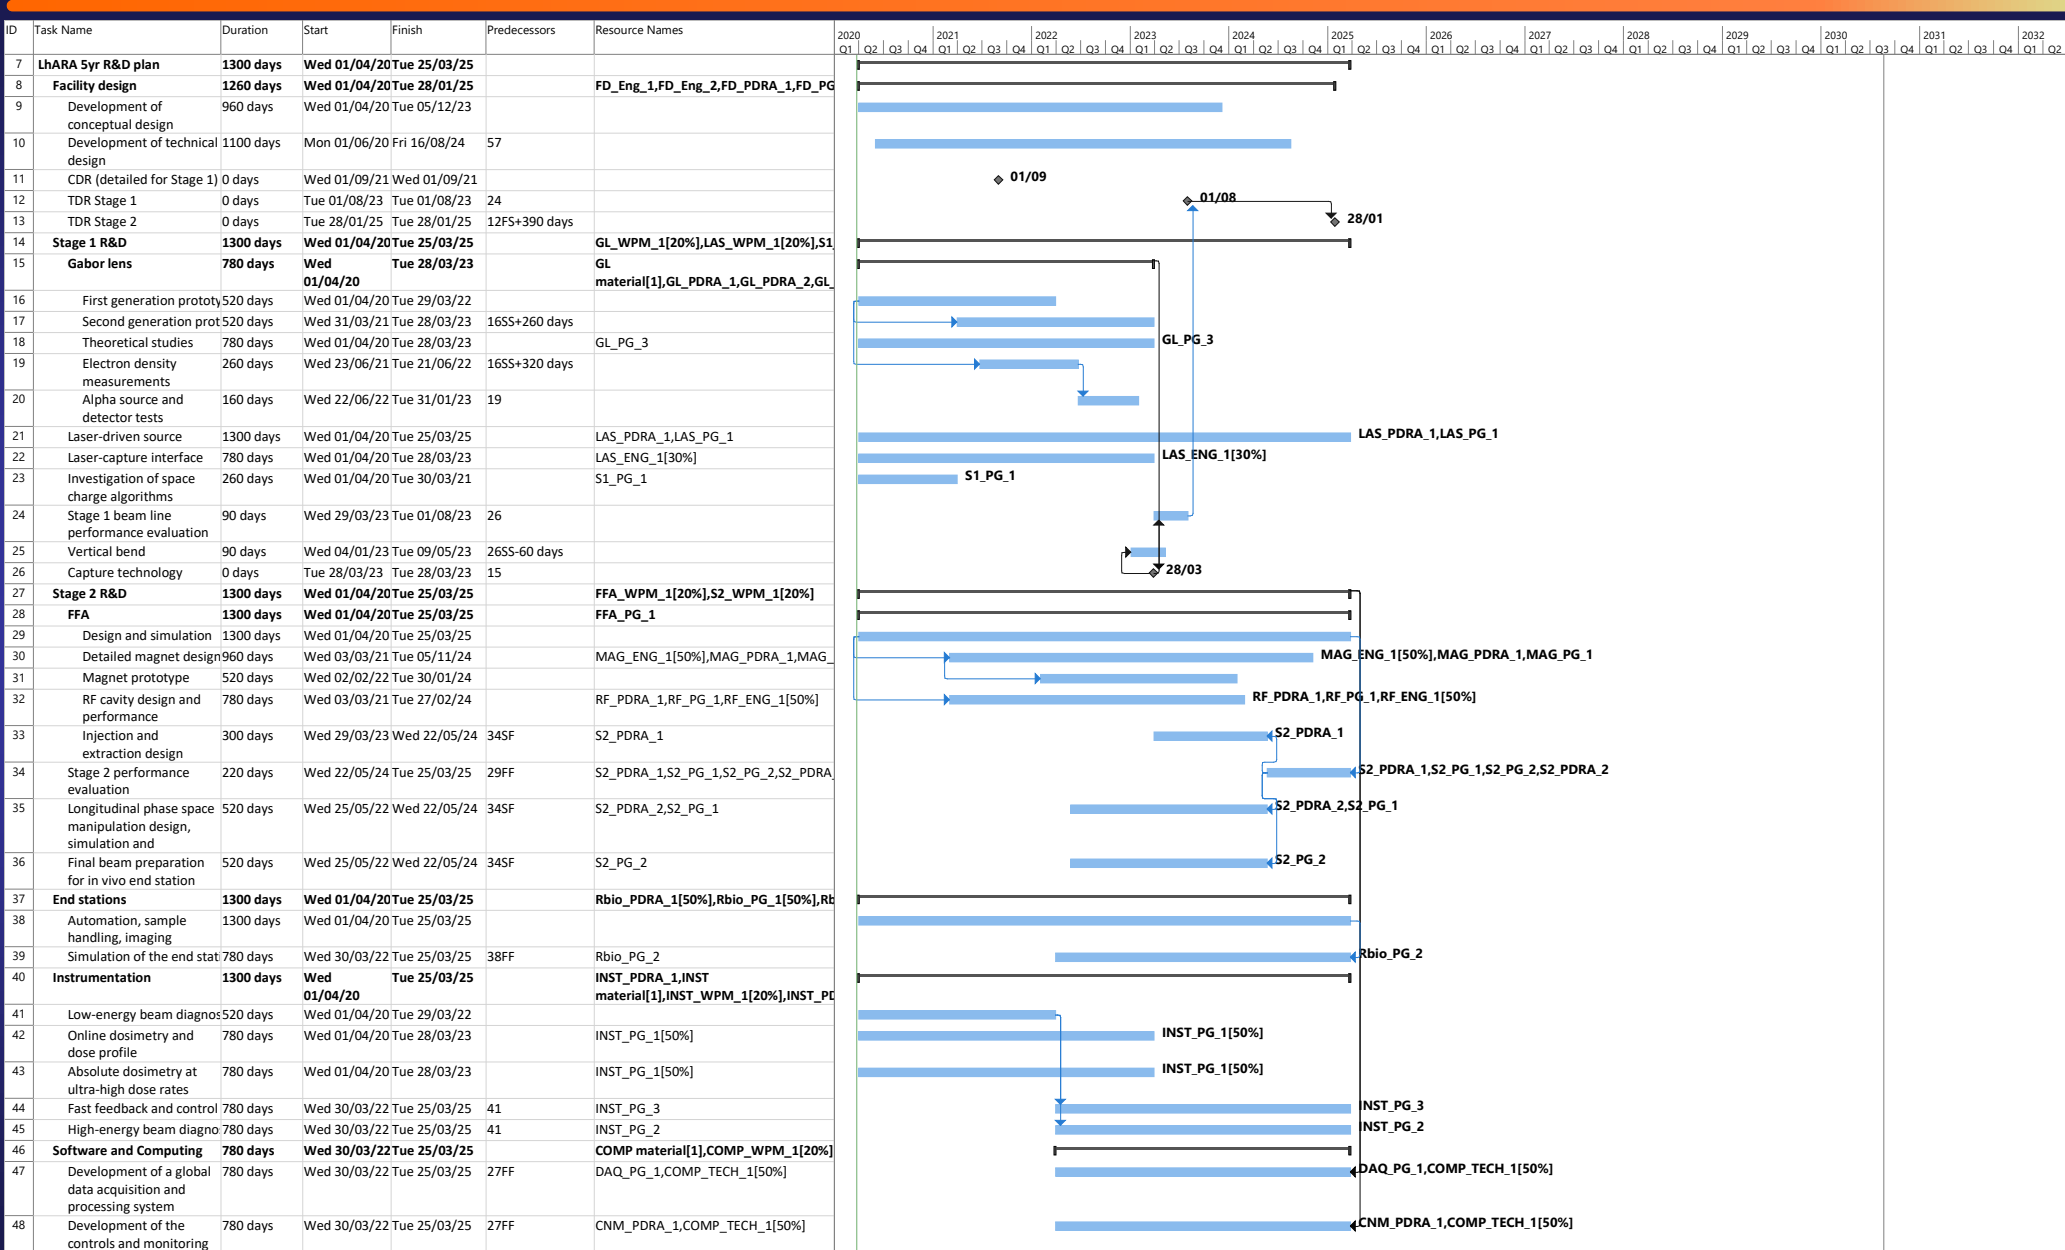 ID Task Name Duration Start Finish Predecessors Resource Names
2020 2021 2022 2023 2024 2025 2026 2027 2028 2029 2030 2031 2032
Q1 Q2 Q3 Q4 Q1 Q2 Q3 Q4 Q1 Q2 Q3 Q4 Q1 Q2 Q3 Q4 Q1 Q2 Q3 Q4 Q1 Q2 Q3 Q4 Q1 Q2 Q3 Q4 Q1 Q2 Q3 Q4 Q1 Q2 Q3 Q4 Q1 Q2 Q3 Q4 Q1 Q2 Q3 Q4 Q1 Q2 Q3 Q4 Q1 Q2
7 LhARA 5yr R&D plan 1300 days Wed 01/04/20 Tue 25/03/25
8 Facility design 1260 days Wed 01/04/20 Tue 28/01/25 FD_Eng_1,FD_Eng_2,FD_PDRA_1,FD_PG
9 Development of 960 days Wed 01/04/20 Tue 05/12/23
conceptual design
10 Development of technical 1100 days Mon 01/06/20 Fri 16/08/24 57
design
11 CDR (detailed for Stage 1) 0 days Wed 01/09/21 Wed 01/09/21 01/09
12 TDR Stage 1 0 days Tue 01/08/23 Tue 01/08/23 24 01/08
13 TDR Stage 2 0 days Tue 28/01/25 Tue 28/01/25 12FS+390 days 28/01
14 Stage 1 R&D 1300 days Wed 01/04/20 Tue 25/03/25 GL_WPM_1[20%],LAS_WPM_1[20%],S1_
15 Gabor lens 780 days Wed Tue 28/03/23 GL
01/04/20 material[1],GL_PDRA_1,GL_PDRA_2,GL_
16 First generation prototy 520 days Wed 01/04/20 Tue 29/03/22
17 Second generation prot 520 days Wed 31/03/21 Tue 28/03/23 16SS+260 days
18 Theoretical studies 780 days Wed 01/04/20 Tue 28/03/23 GL_PG_3 GL_PG_3
19 Electron density 260 days Wed 23/06/21 Tue 21/06/22 16SS+320 days
measurements
20 Alpha source and 160 days Wed 22/06/22 Tue 31/01/23 19
detector tests
21 Laser-driven source 1300 days Wed 01/04/20 Tue 25/03/25 LAS_PDRA_1,LAS_PG_1 LAS_PDRA_1,LAS_PG_1
22 Laser-capture interface 780 days Wed 01/04/20 Tue 28/03/23 LAS_ENG_1[30%] LAS_ENG_1[30%]
23 Investigation of space 260 days Wed 01/04/20 Tue 30/03/21 S1_PG_1 S1_PG_1
charge algorithms
24 Stage 1 beam line 90 days Wed 29/03/23 Tue 01/08/23 26
performance evaluation
25 Vertical bend 90 days Wed 04/01/23 Tue 09/05/23 26SS-60 days
26 Capture technology 0 days Tue 28/03/23 Tue 28/03/23 15 28/03
27 Stage 2 R&D 1300 days Wed 01/04/20 Tue 25/03/25 FFA_WPM_1[20%],S2_WPM_1[20%]
28 FFA 1300 days Wed 01/04/20 Tue 25/03/25 FFA_PG_1
29 Design and simulation 1300 days Wed 01/04/20 Tue 25/03/25
30 Detailed magnet design 960 days Wed 03/03/21 Tue 05/11/24 MAG_ENG_1[50%],MAG_PDRA_1,MAG_ MAG_ENG_1[50%],MAG_PDRA_1,MAG_PG_1
31 Magnet prototype 520 days Wed 02/02/22 Tue 30/01/24
32 RF cavity design and 780 days Wed 03/03/21 Tue 27/02/24 RF_PDRA_1,RF_PG_1,RF_ENG_1[50%] RF_PDRA_1,RF_PG_1,RF_ENG_1[50%]
performance
33 Injection and 300 days Wed 29/03/23 Wed 22/05/24 34SF S2_PDRA_1 S2_PDRA_1
extraction design
34 Stage 2 performance 220 days Wed 22/05/24 Tue 25/03/25 29FF S2_PDRA_1,S2_PG_1,S2_PG_2,S2_PDRA_ S2_PDRA_1,S2_PG_1,S2_PG_2,S2_PDRA_2
evaluation
35 Longitudinal phase space 520 days Wed 25/05/22 Wed 22/05/24 34SF S2_PDRA_2,S2_PG_1 S2_PDRA_2,S2_PG_1
manipulation design,
simulation and
36 Final beam preparation 520 days Wed 25/05/22 Wed 22/05/24 34SF S2_PG_2 S2_PG_2
for in vivo end station
37 End stations 1300 days Wed 01/04/20 Tue 25/03/25 Rbio_PDRA_1[50%],Rbio_PG_1[50%],Rb
38 Automation, sample 1300 days Wed 01/04/20 Tue 25/03/25
handling, imaging
39 Simulation of the end stati 780 days Wed 30/03/22 Tue 25/03/25 38FF Rbio_PG_2 Rbio_PG_2
40 Instrumentation 1300 days Wed Tue 25/03/25 INST_PDRA_1,INST
01/04/20 material[1],INST_WPM_1[20%],INST_PD
41 Low-energy beam diagnos 520 days Wed 01/04/20 Tue 29/03/22
42 Online dosimetry and 780 days Wed 01/04/20 Tue 28/03/23 INST_PG_1[50%] INST_PG_1[50%]
dose profile
43 Absolute dosimetry at 780 days Wed 01/04/20 Tue 28/03/23 INST_PG_1[50%] INST_PG_1[50%]
ultra-high dose rates
44 Fast feedback and control 780 days Wed 30/03/22 Tue 25/03/25 41 INST_PG_3 INST_PG_3
45 High-energy beam diagno 780 days Wed 30/03/22 Tue 25/03/25 41 INST_PG_2 INST_PG_2
46 Software and Computing 780 days Wed 30/03/22 Tue 25/03/25 COMP material[1],COMP_WPM_1[20%]
47 Development of a global 780 days Wed 30/03/22 Tue 25/03/25 27FF DAQ_PG_1,COMP_TECH_1[50%] DAQ_PG_1,COMP_TECH_1[50%]
data acquisition and
processing system
48 Development of the 780 days Wed 30/03/22 Tue 25/03/25 27FF CNM_PDRA_1,COMP_TECH_1[50%] CNM_PDRA_1,COMP_TECH_1[50%]
controls and monitoring